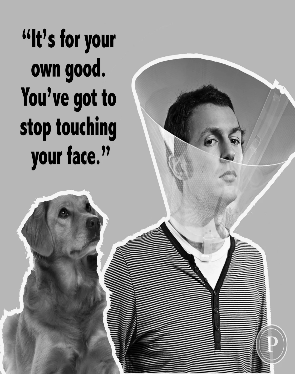 “It’s for your
own good.
You’ve got to
stop touching
your face.”
P